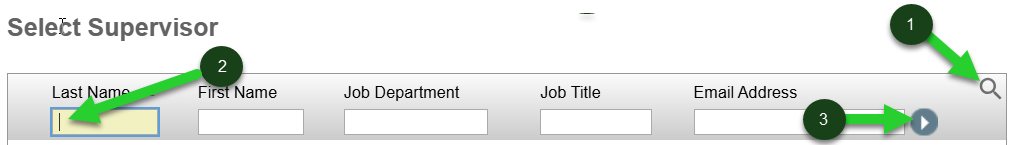 Select Supervisor
1
2
Last Name First Name Job Department Job Title Email Address
3